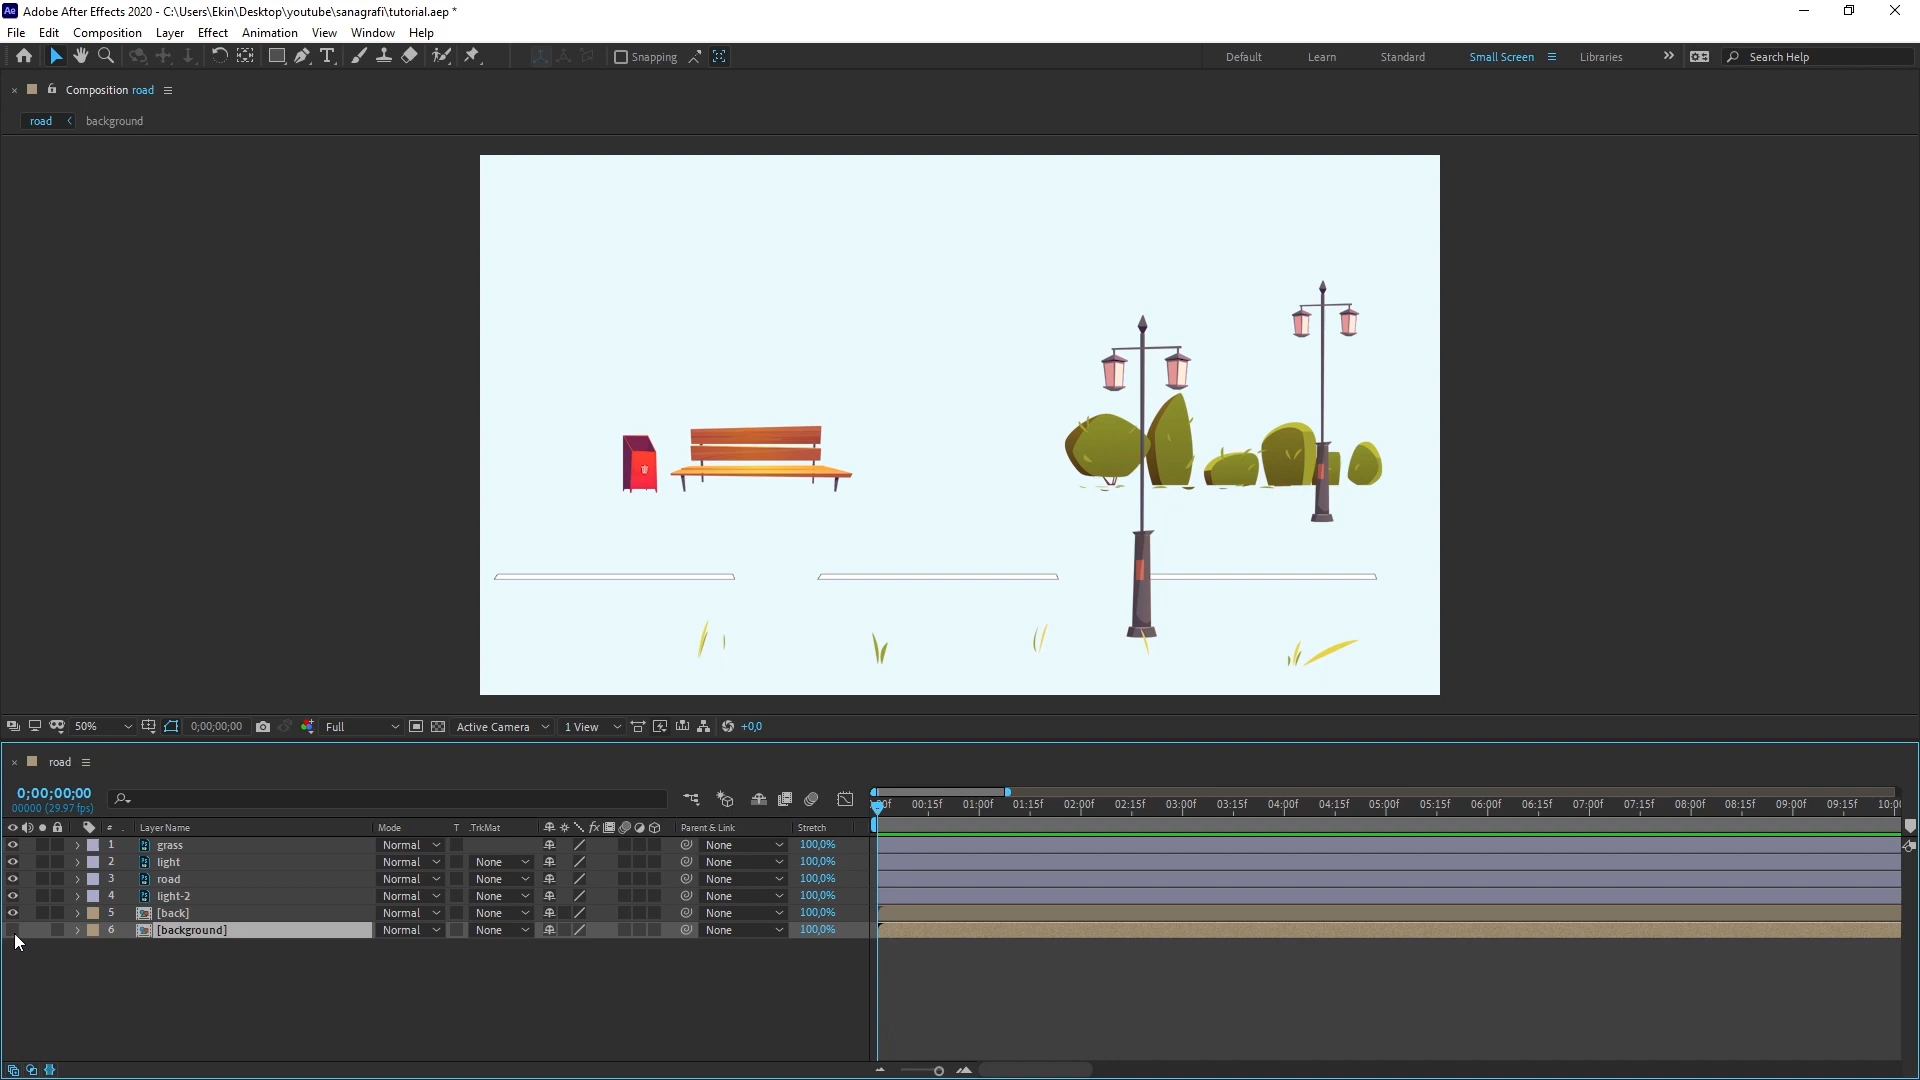 Ae Adobe After Effects 2020 - C:\Users\Ekin\Desktop\youtube\sanagrafi\tutorial.aep *
File Edit Composition Layer Effect Animation View Window Help
Snapping Default Learn Standard Small Screen Libraries Search Help
Composition road
road background
50% 0;00;00;00 Full Active Camera 1 View +0,0
road
0;00;00;00
00000 (29.97 fps)
00:15f 01:00f 01:15f 02:00f 02:15f 03:00f 03:15f 04:00f 04:15f 05:00f 05:15f 06:00f 06:15f 07:00f 07:15f 08:00f 08:15f 09:00f 09:15f
# Layer Name Mode T .TrkMat fx Parent & Link Stretch
1 grass Normal None 100,0%
2 light Normal None None 100,0%
3 road Normal None None 100,0%
4 light-2 Normal None None 100,0%
5 [back] Normal None None 100,0%
6 [background] Normal None None 100,0%